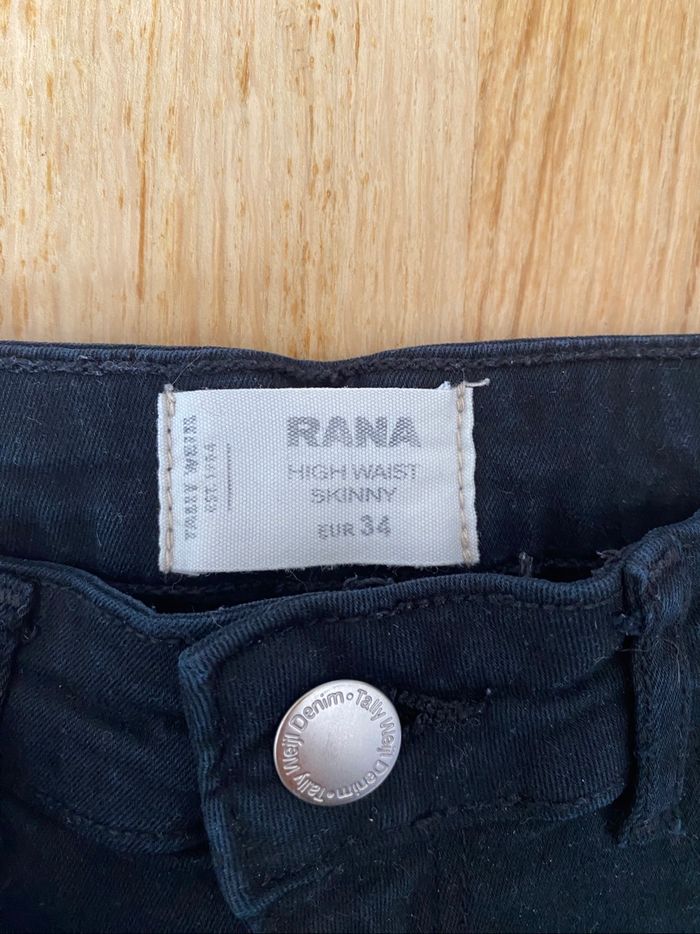 TALLY WEIJL
EST 1984
RANA
HIGH WAIST
SKINNY
EUR 34
Tally Weijl Denim • Tally Weijl Denim •